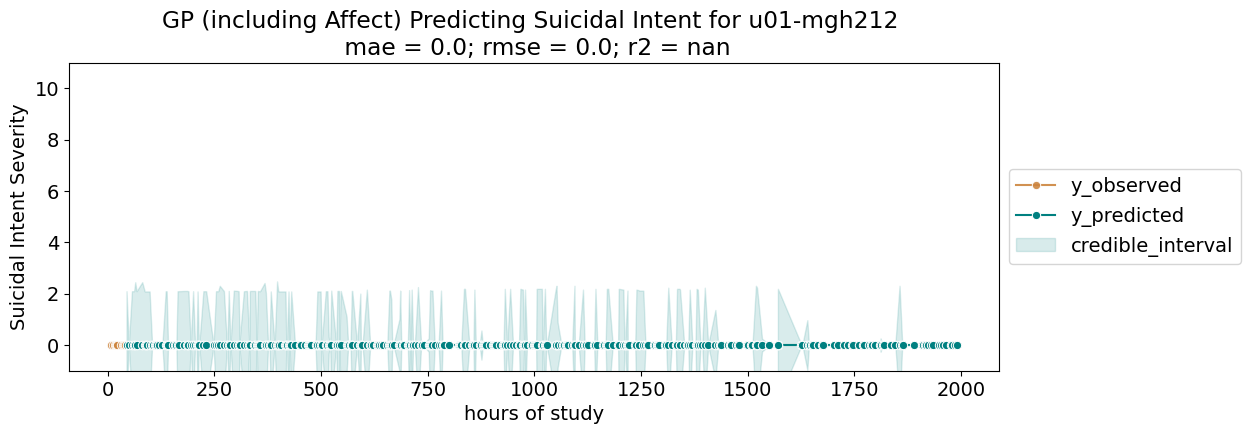 GP (including Affect) Predicting Suicidal Intent for u01-mgh212
mae = 0.0; rmse = 0.0; r2 = nan
Suicidal Intent Severity
10
8
6
4
2
0
0
250
500
750
1000
1250
1500
1750
2000
hours of study
y_observed
y_predicted
credible_interval